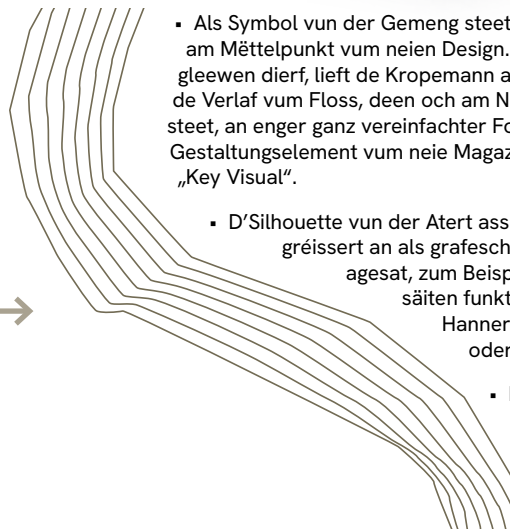 ▪ Als Symbol vun der Gemeng steet
am Mëttelpunkt vum neien Design.
gleewen dierf, lieft de Kropemann a
de Verlaf vum Floss, deen och am N
steet, an enger ganz vereinfachter Fo
Gestaltungselement vum neie Magaz
„Key Visual“.
▪ D’Silhouette vun der Atert ass
gréissert an als grafesch
agesat, zum Beisp
säiten funkt
Hanner
oder
▪